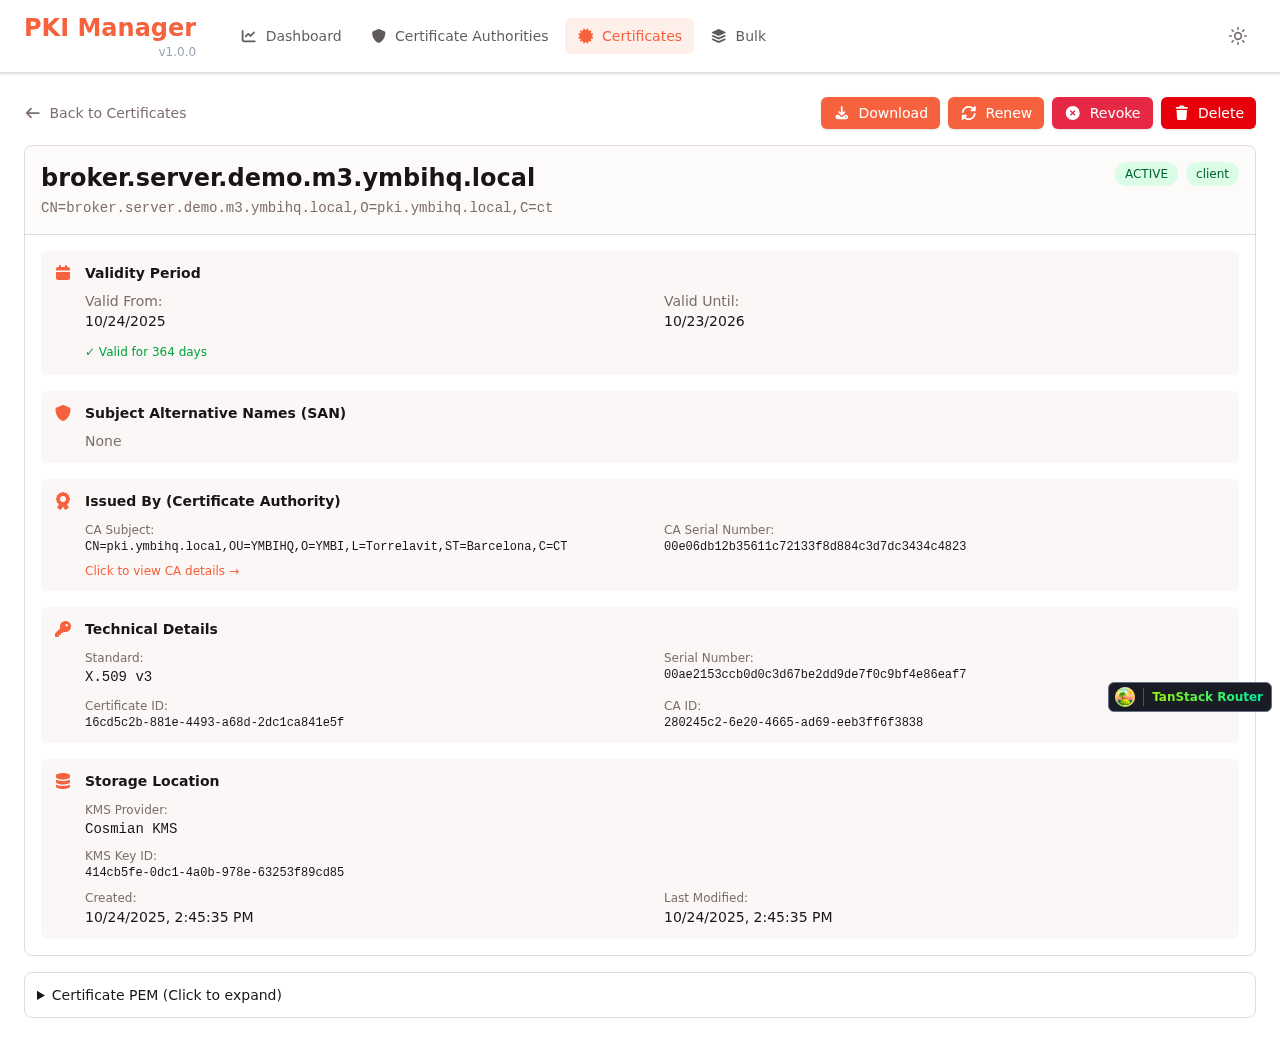 PKI Manager
v1.0.0
Dashboard
Certificate Authorities
Certificates
Bulk
Back to Certificates
Download
Renew
Revoke
Delete
broker.server.demo.m3.ymbihq.local
ACTIVE
client
CN=broker.server.demo.m3.ymbihq.local,O=pki.ymbihq.local,C=ct
Validity Period
Valid From:
10/24/2025
Valid Until:
10/23/2026
✓ Valid for 364 days
Subject Alternative Names (SAN)
None
Issued By (Certificate Authority)
CA Subject:
CN=pki.ymbihq.local,OU=YMBIHQ,O=YMBI,L=Torrelavit,ST=Barcelona,C=CT
CA Serial Number:
00e06db12b35611c72133f8d884c3d7dc3434c4823
Click to view CA details →
Technical Details
Standard:
X.509 v3
Serial Number:
00ae2153ccb0d0c3d67be2dd9de7f0c9bf4e86eaf7
Certificate ID:
16cd5c2b-881e-4493-a68d-2dc1ca841e5f
CA ID:
280245c2-6e20-4665-ad69-eeb3ff6f3838
TanStack Router
Storage Location
KMS Provider:
Cosmian KMS
KMS Key ID:
414cb5fe-0dc1-4a0b-978e-63253f89cd85
Created:
10/24/2025, 2:45:35 PM
Last Modified:
10/24/2025, 2:45:35 PM
Certificate PEM (Click to expand)